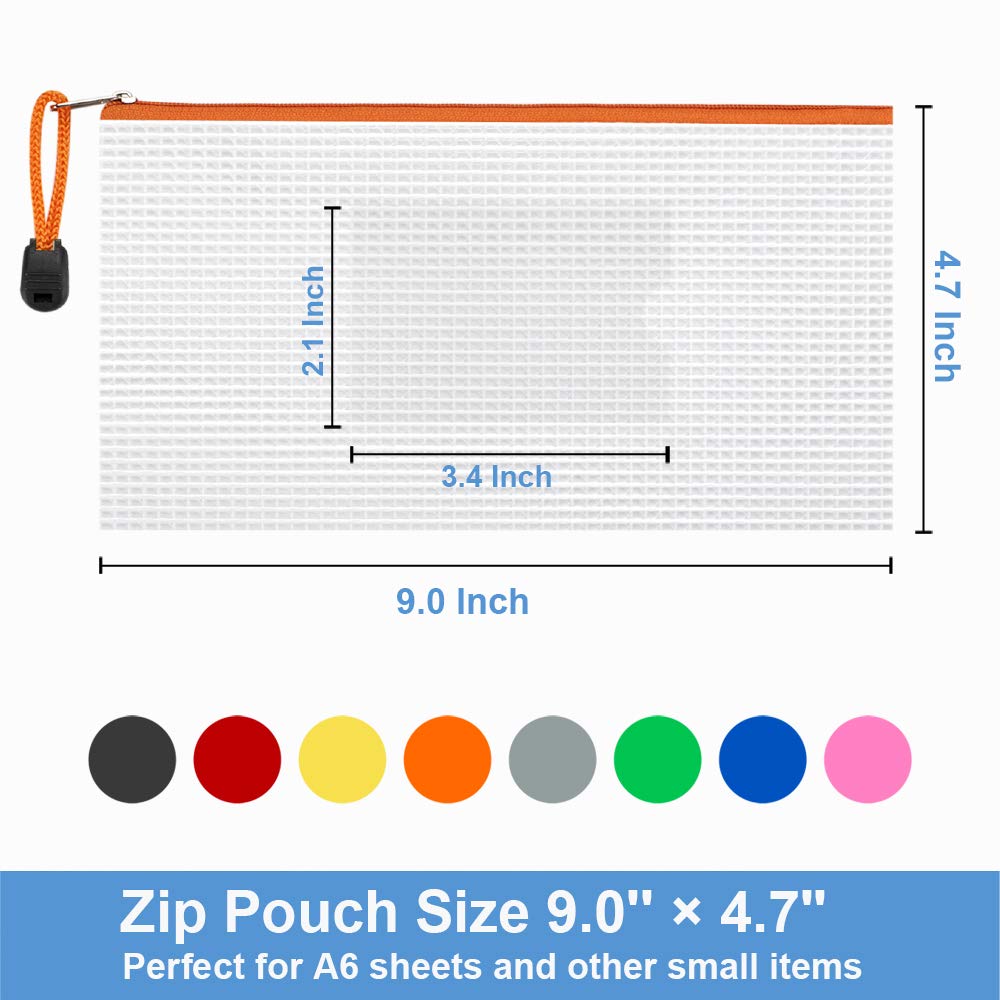 2.1 Inch
3.4 Inch
4.7 Inch
9.0 Inch
Zip Pouch Size 9.0" × 4.7"
Perfect for A6 sheets and other small items